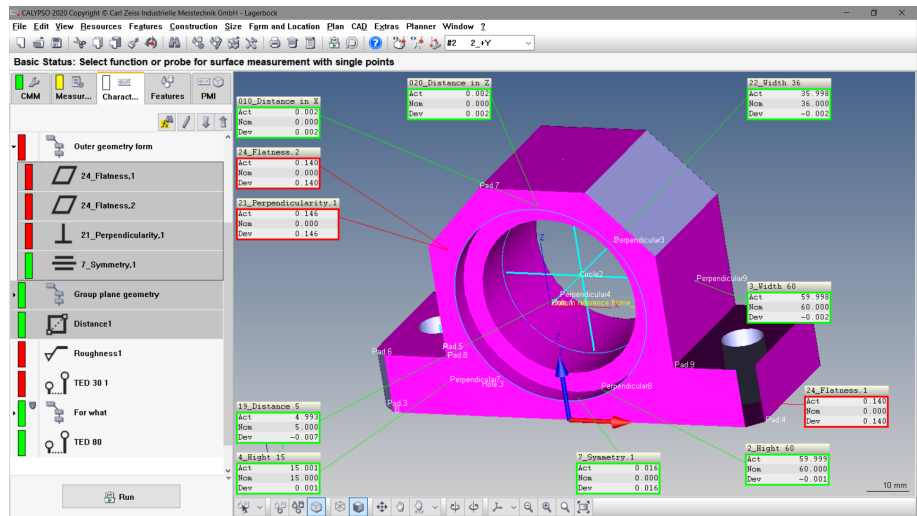 CALYPSO 2020 Copyright © Carl Zeiss Industrielle Messtechnik GmbH - Lagerbock
File Edit View Resources Features Construction Size Form and Location Plan CAD Extras Planner Window ?
#2 2_+Y
Basic Status: Select function or probe for surface measurement with single points
CMM Measur... Charact... Features PMI
Outer geometry form
24_Flatness,1
24_Flatness,2
21_Perpendicularity,1
7_Symmetry,1
Group plane geometry
Distance1
Roughness1
TED 30 1
For what
TED 80
Run
010_Distance in X
Act 0.002
Nom 0.000
Dev 0.002
020_Distance in Z
Act 0.002
Nom 0.000
Dev 0.002
22_Width 36
Act 35.998
Nom 36.000
Dev -0.002
24_Flatness.2
Act 0.140
Nom 0.000
Dev 0.140
21_Perpendicularity.1
Act 0.146
Nom 0.000
Dev 0.146
Pad.7
Perpendicular3
Z
Circle2
Perpendicular9
Perpendicular4
reference frame
3_Width 60
Act 59.998
Nom 60.000
Dev -0.002
Pad.5
Pad.6
Pad.8
Pad.9
Perpendicular7
Hole.3
Perpendicular6
Pad.3
B
Pad.4
24_Flatness.1
Act 0.140
Nom 0.000
Dev 0.140
19_Distance 5
Act 4.993
Nom 5.000
Dev -0.007
4_Hight 15
Act 15.001
Nom 15.000
Dev 0.001
7_Symmetry.1
Act 0.016
Nom 0.000
Dev 0.016
2_Hight 60
Act 59.999
Nom 60.000
Dev -0.001
10 mm